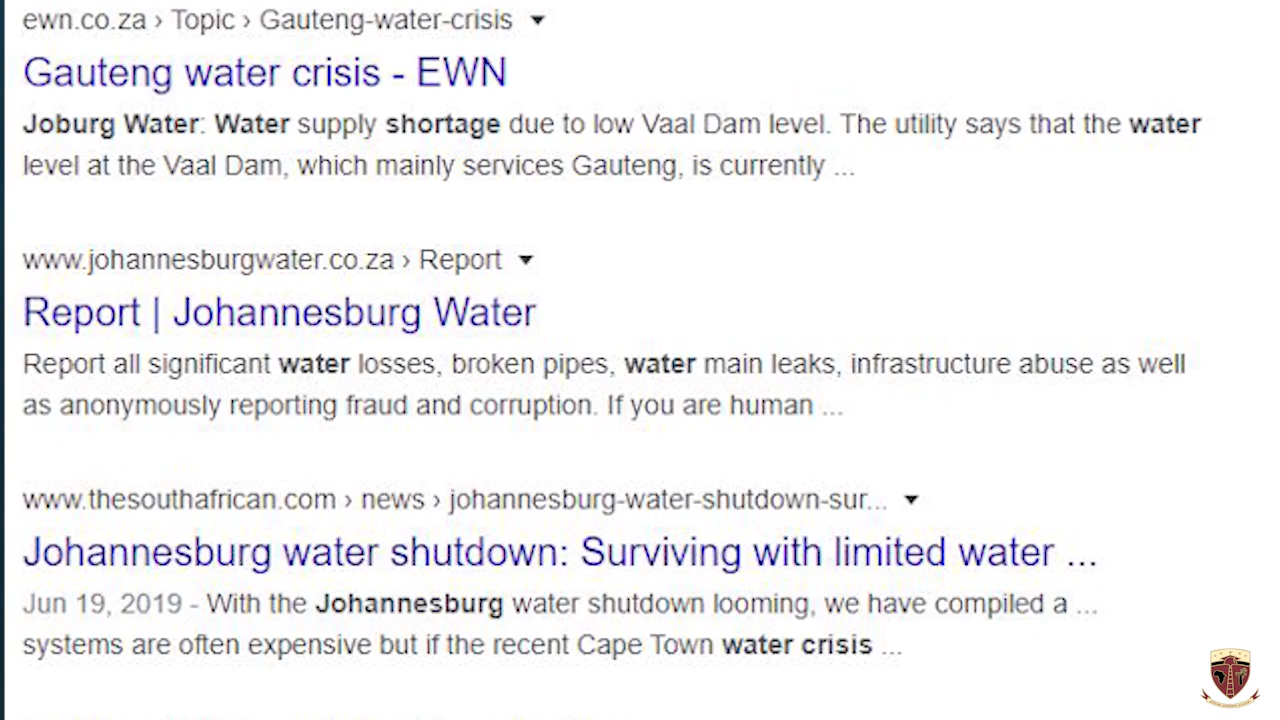 ewn.co.za › Topic › Gauteng-water-crisis
Gauteng water crisis - EWN
Joburg Water: Water supply shortage due to low Vaal Dam level. The utility says that the water
level at the Vaal Dam, which mainly services Gauteng, is currently ...
www.johannesburgwater.co.za › Report
Report | Johannesburg Water
Report all significant water losses, broken pipes, water main leaks, infrastructure abuse as well
as anonymously reporting fraud and corruption. If you are human ...
www.thesouthafrican.com › news › johannesburg-water-shutdown-sur...
Johannesburg water shutdown: Surviving with limited water ...
Jun 19, 2019 - With the Johannesburg water shutdown looming, we have compiled a ...
systems are often expensive but if the recent Cape Town water crisis ...